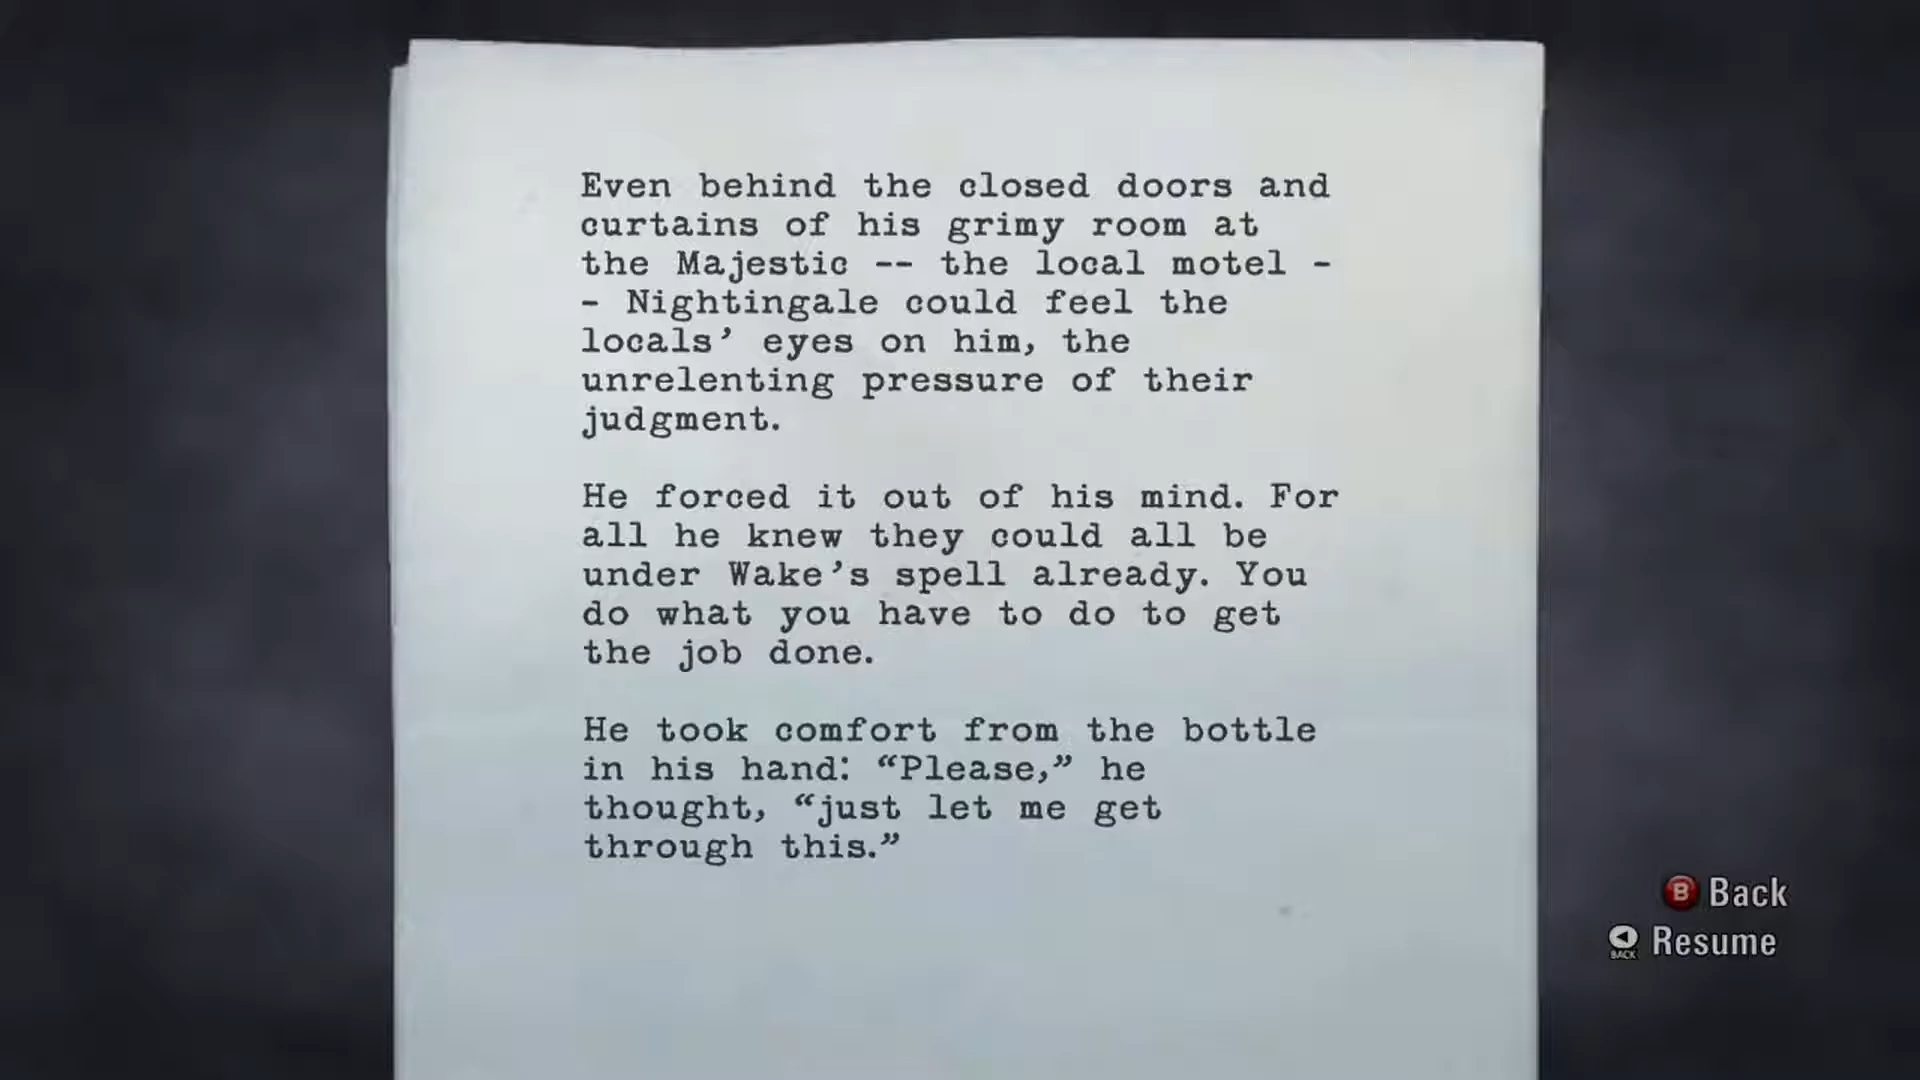 Even behind the closed doors and
curtains of his grimy room at
the Majestic -- the local motel -
- Nightingale could feel the
locals’ eyes on him, the
unrelenting pressure of their
judgment.
He forced it out of his mind. For
all he knew they could all be
under Wake’s spell already. You
do what you have to do to get
the job done.
He took comfort from the bottle
in his hand: “Please,” he
thought, “just let me get
through this.”
B Back
BACK Resume